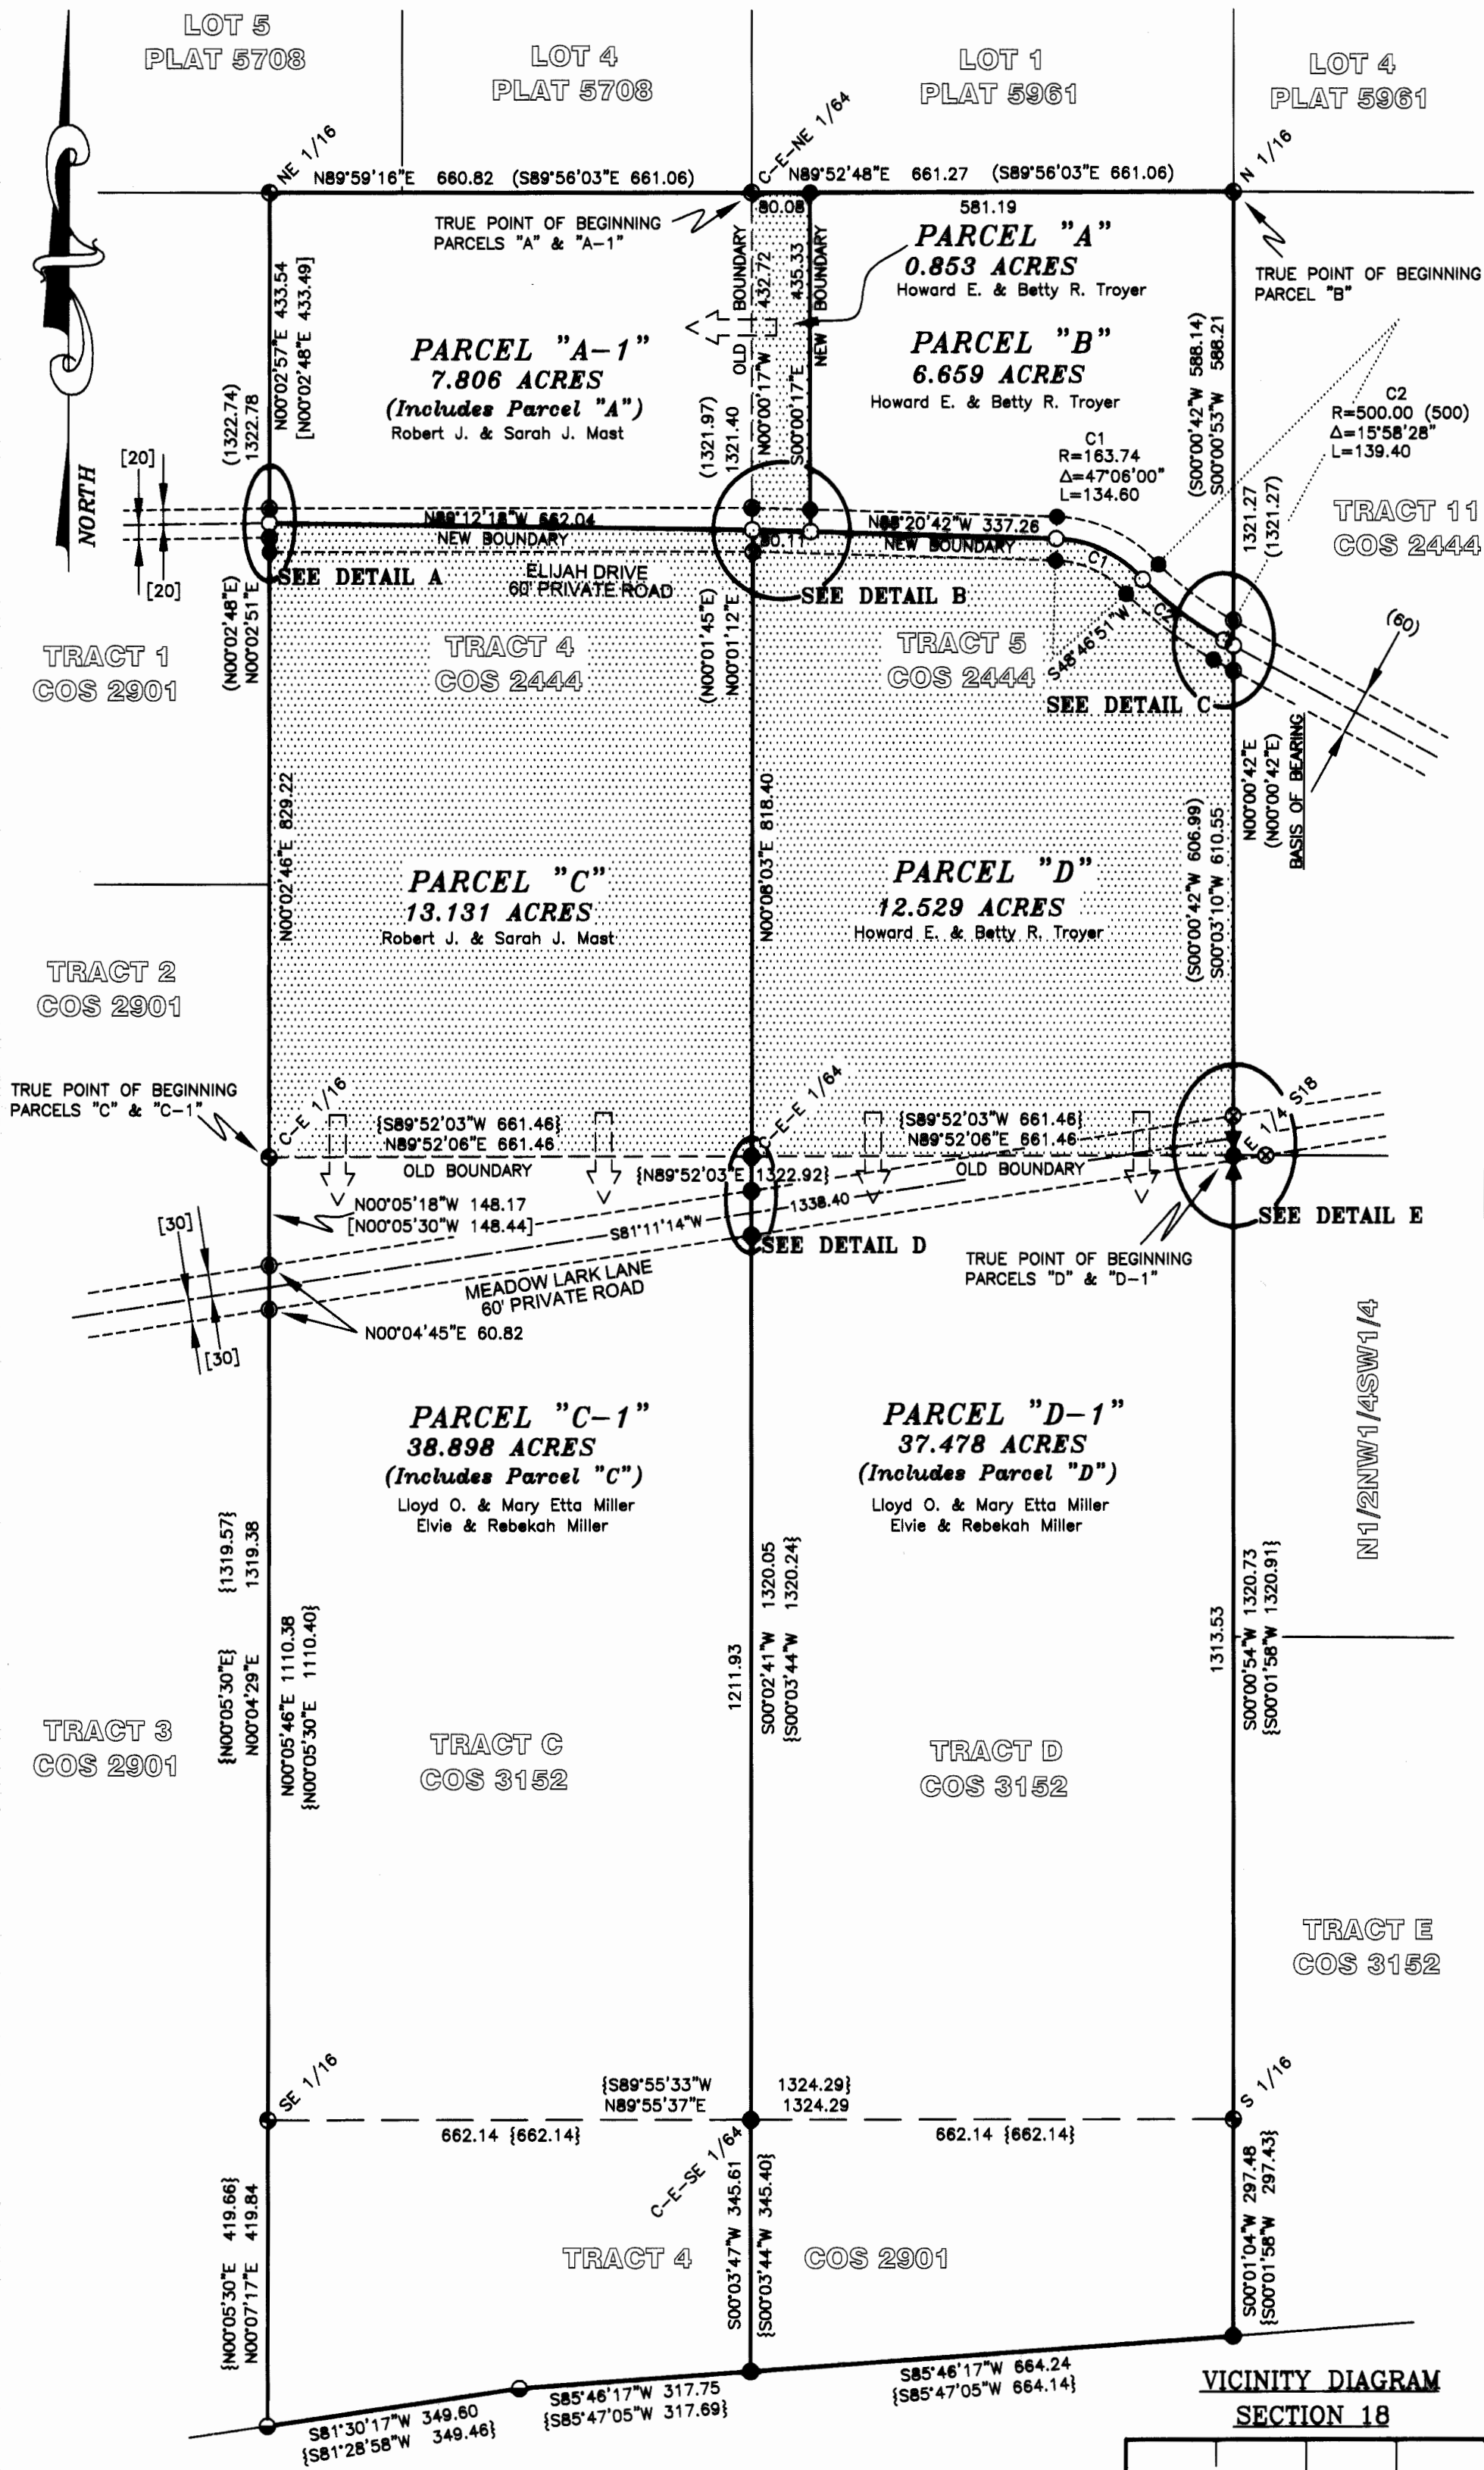 LOT 5
PLAT 5708
LOT 4
PLAT 5708
LOT 1
PLAT 5961
LOT 4
PLAT 5961
NE 1/16
C-E-NE 1/64
N 1/16
N89°59'16"E 660.82 (S89°56'03"E 661.06)
N89°52'48"E 661.27 (S89°56'03"E 661.06)
80.08
581.19
TRUE POINT OF BEGINNING
PARCELS "A" & "A-1"
PARCEL "A"
0.853 ACRES
Howard E. & Betty R. Troyer
TRUE POINT OF BEGINNING
PARCEL "B"
NORTH
N00°02'57"E 433.54
[N00°02'48"E 433.49]
(1322.74)
1322.78
PARCEL "A-1"
7.806 ACRES
(Includes Parcel "A")
Robert J. & Sarah J. Mast
OLD BOUNDARY
N00°00'17"W 432.72
S00°00'17"E 435.33
NEW BOUNDARY
(1321.97)
1321.40
PARCEL "B"
6.659 ACRES
Howard E. & Betty R. Troyer
(S00°00'42"W 588.14)
S00°00'53"W 588.21
C2
R=500.00 (500)
Δ=15°58'28"
L=139.40
C1
R=163.74
Δ=47°06'00"
L=134.60
1321.27
(1321.27)
TRACT 11
COS 2444
[20]
[20]
N89°12'18"W 662.04
NEW BOUNDARY
80.11
N88°20'42"W 337.26
NEW BOUNDARY
C1
C2
SEE DETAIL A
ELIJAH DRIVE
60' PRIVATE ROAD
SEE DETAIL B
S48°46'51"W
SEE DETAIL C
(60)
TRACT 1
COS 2901
(N00°02'48"E)
N00°02'51"E
TRACT 4
COS 2444
(N00°01'45"E)
N00°01'12"E
TRACT 5
COS 2444
N00°00'42"E
(N00°00'42"E)
BASIS OF BEARING
N00°02'46"E 829.22
PARCEL "C"
13.131 ACRES
Robert J. & Sarah J. Mast
N00°08'03"E 818.40
PARCEL "D"
12.529 ACRES
Howard E. & Betty R. Troyer
(S00°00'42"W 606.99)
S00°03'10"W 610.55
TRACT 2
COS 2901
TRUE POINT OF BEGINNING
PARCELS "C" & "C-1"
C-E 1/16
{S89°52'03"W 661.46}
N89°52'06"E 661.46
OLD BOUNDARY
C-E-E 1/64
{S89°52'03"W 661.46}
N89°52'06"E 661.46
OLD BOUNDARY
E 1/4 S18
{N89°52'03"E 1322.92}
N00°05'18"W 148.17
[N00°05'30"W 148.44]
S81°11'14"W
1338.40
SEE DETAIL D
SEE DETAIL E
TRUE POINT OF BEGINNING
PARCELS "D" & "D-1"
[30]
[30]
MEADOW LARK LANE
60' PRIVATE ROAD
N00°04'45"E 60.82
PARCEL "C-1"
38.898 ACRES
(Includes Parcel "C")
Lloyd O. & Mary Etta Miller
Elvie & Rebekah Miller
PARCEL "D-1"
37.478 ACRES
(Includes Parcel "D")
Lloyd O. & Mary Etta Miller
Elvie & Rebekah Miller
N1/2NW1/4SW1/4
{1319.57}
1319.38
{N00°05'30"E}
N00°04'29"E
N00°05'46"E 1110.38
{N00°05'30"E 1110.40}
1211.93
S00°02'41"W 1320.05
{S00°03'44"W 1320.24}
1313.53
S00°00'54"W 1320.73
{S00°01'58"W 1320.91}
TRACT 3
COS 2901
TRACT C
COS 3152
TRACT D
COS 3152
TRACT E
COS 3152
SE 1/16
{S89°55'33"W 1324.29}
N89°55'37"E 1324.29
S 1/16
662.14 {662.14}
662.14 {662.14}
C-E-SE 1/64
{N00°05'30"E 419.66}
N00°07'17"E 419.84
S00°03'47"W 345.61
{S00°03'44"W 345.40}
S00°01'04"W 297.48
{S00°01'58"W 297.43}
TRACT 4 COS 2901
S81°30'17"W 349.60
{S81°28'58"W 349.46}
S85°46'17"W 317.75
{S85°47'05"W 317.69}
S85°46'17"W 664.24
{S85°47'05"W 664.14}
VICINITY DIAGRAM
SECTION 18